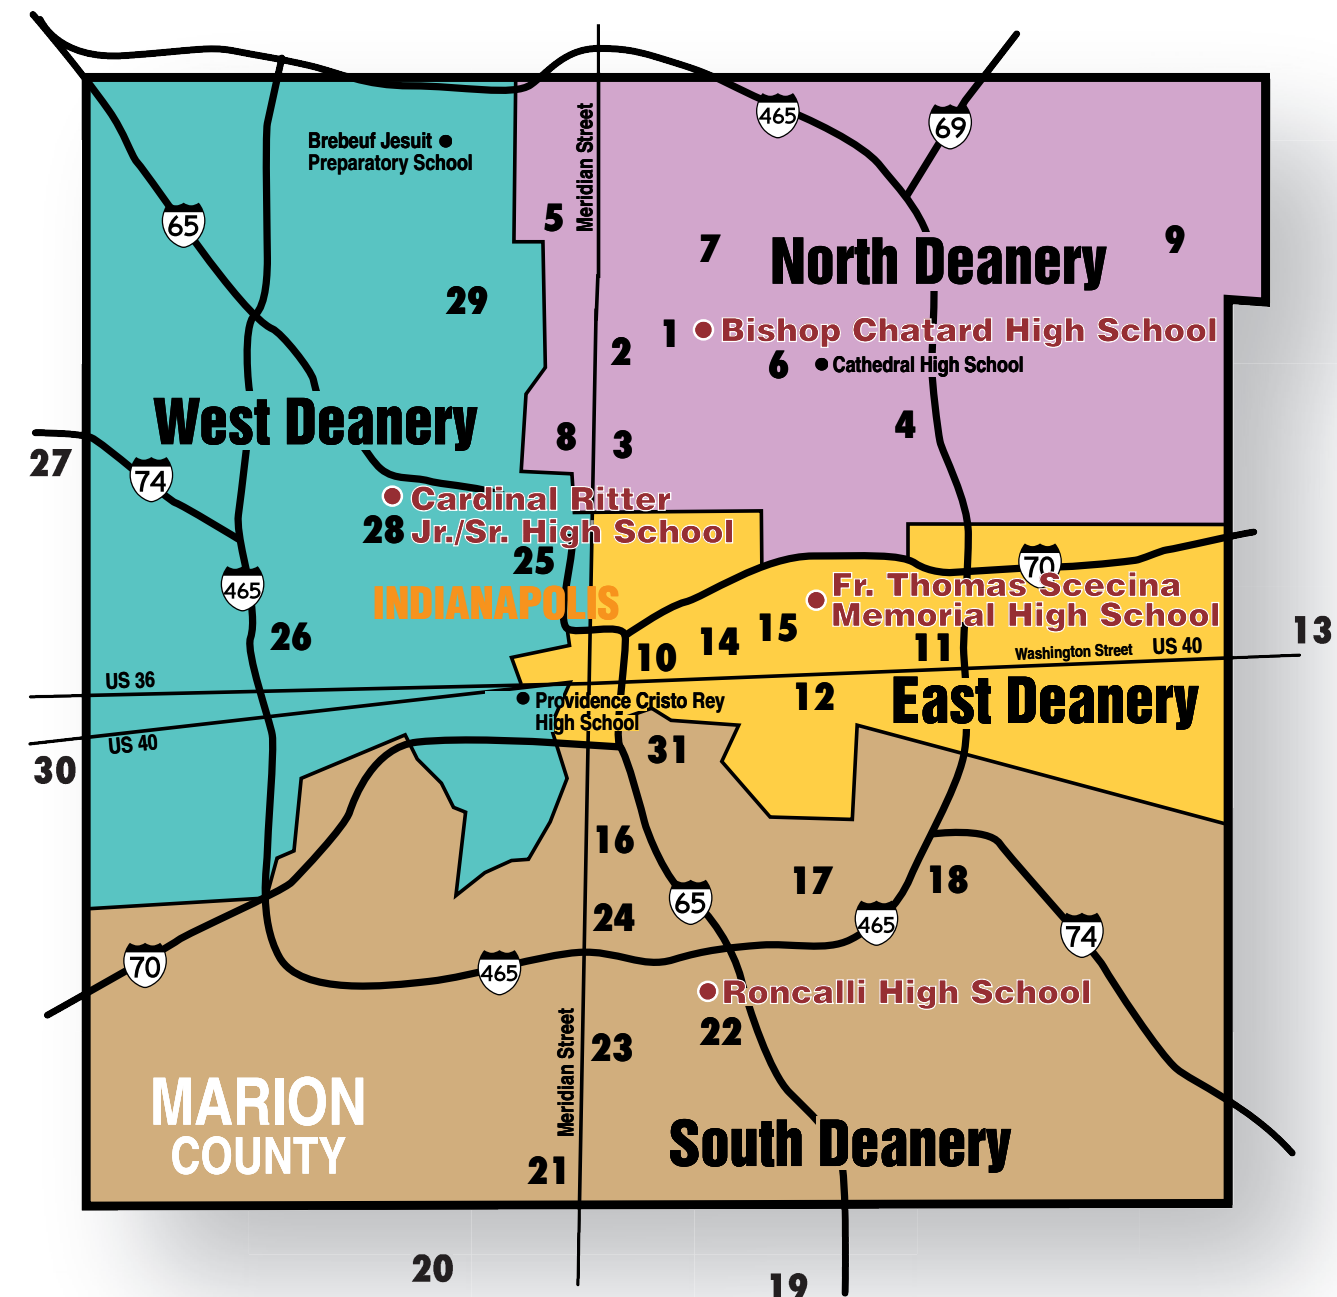 465
69
Meridian Street
Brebeuf Jesuit
Preparatory School
65
5
7
9
North Deanery
29
1
Bishop Chatard High School
2
6
Cathedral High School
West Deanery
8
3
4
27
74
Cardinal Ritter
28
Jr./Sr. High School
25
70
465
INDIANAPOLIS
Fr. Thomas Scecina
Memorial High School
26
10
14
15
11
13
Washington Street
US 40
US 36
12
East Deanery
Providence Cristo Rey
High School
US 40
30
31
16
17
18
65
24
465
74
70
465
Roncalli High School
22
23
Meridian Street
MARION
COUNTY
South Deanery
21
20
19